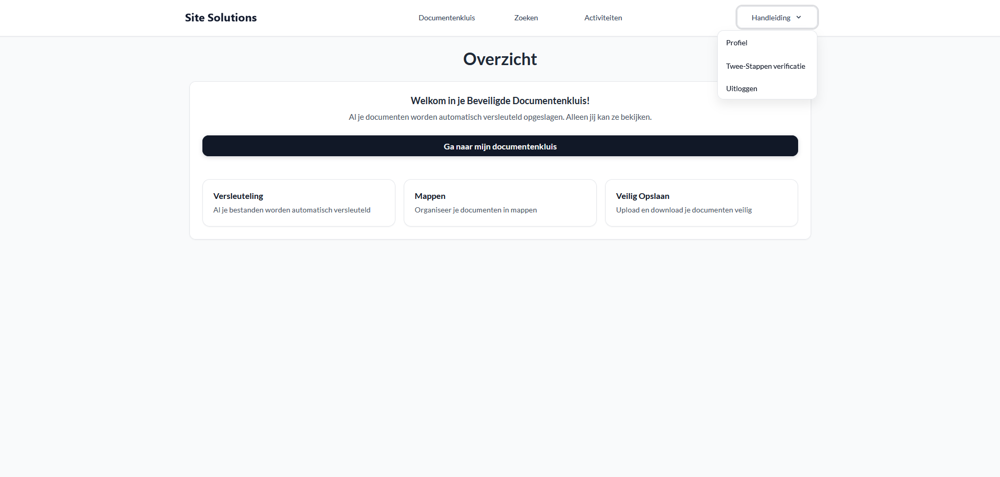 Site Solutions
Documentenkluis
Zoeken
Activiteiten
Handleiding
Profiel
Twee-Stappen verificatie
Uitloggen
Overzicht
Welkom in je Beveiligde Documentenkluis!
Al je documenten worden automatisch versleuteld opgeslagen. Alleen jij kan ze bekijken.
Ga naar mijn documentenkluis
Versleuteling
Al je bestanden worden automatisch versleuteld
Mappen
Organiseer je documenten in mappen
Veilig Opslaan
Upload en download je documenten veilig